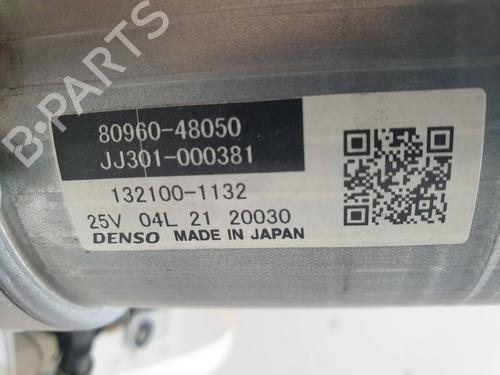 B-PARTS
80960-48050
JJ301-000381
132100-1132
25V 04L 21 20030
DENSO MADE IN JAPAN